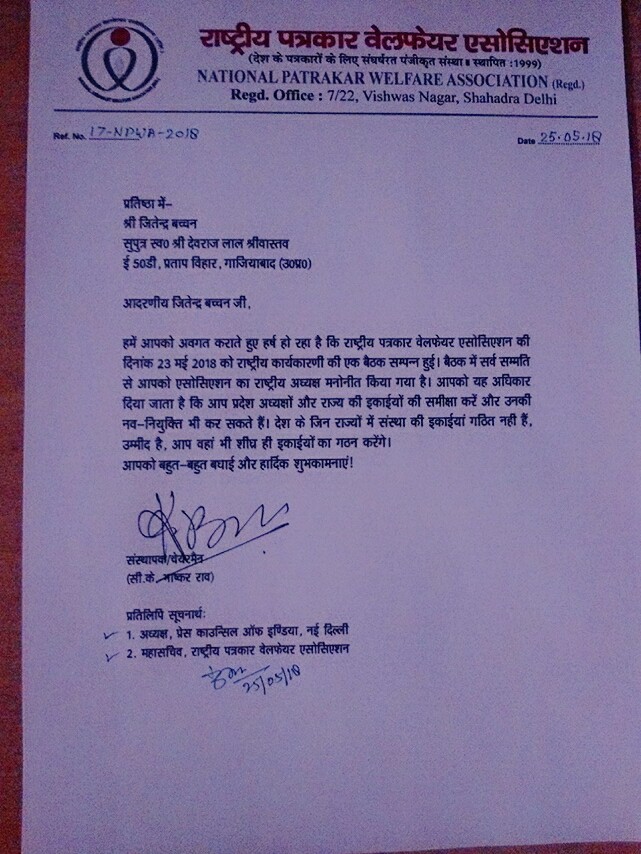 राष्ट्रीय पत्रकार वेलफेयर एसोसिएशन
(देश के पत्रकारों के लिए संघर्षरत पंजीकृत संस्था ॥ स्थापित :1999)
NATIONAL PATRAKAR WELFARE ASSOCIATION (Regd.)
Regd. Office : 7/22, Vishwas Nagar, Shahadra Delhi
Ref. No. 17-NPWA-2018
Date 25.05.18
प्रतिष्ठा में–
श्री जितेन्द्र बच्चन
सुपुत्र स्व0 श्री देवराज लाल श्रीवास्तव
ई 50डी, प्रताप विहार, गाजियाबाद (उ0प्र0)
आदरणीय जितेन्द्र बच्चन जी,
हमें आपको अवगत कराते हुए हर्ष हो रहा है कि राष्ट्रीय पत्रकार वेलफेयर एसोसिएशन की
दिनांक 23 मई 2018 को राष्ट्रीय कार्यकारणी की एक बैठक सम्पन्न हुई। बैठक में सर्व सम्मति
से आपको एसोसिएशन का राष्ट्रीय अध्यक्ष मनोनीत किया गया है। आपको यह अधिकार
दिया जाता है कि आप प्रदेश अध्यक्षों और राज्य की इकाईयों की समीक्षा करें और उनकी
नव–नियुक्ति भी कर सकते हैं। देश के जिन राज्यों में संस्था की इकाईयां गठित नही हैं,
उम्मीद है, आप वहां भी शीघ्र ही इकाईयों का गठन करेंगे।
आपको बहुत–बहुत बधाई और हार्दिक शुभकामनाएं!
संस्थापक/चेयरमैन
(सी.के. भाष्कर राव)
प्रतिलिपि सूचनार्थः
1. अध्यक्ष, प्रेस काउन्सिल ऑफ इण्डिया, नई दिल्ली
2. महासचिव, राष्ट्रीय पत्रकार वेलफेयर एसोसिएशन
25/05/18